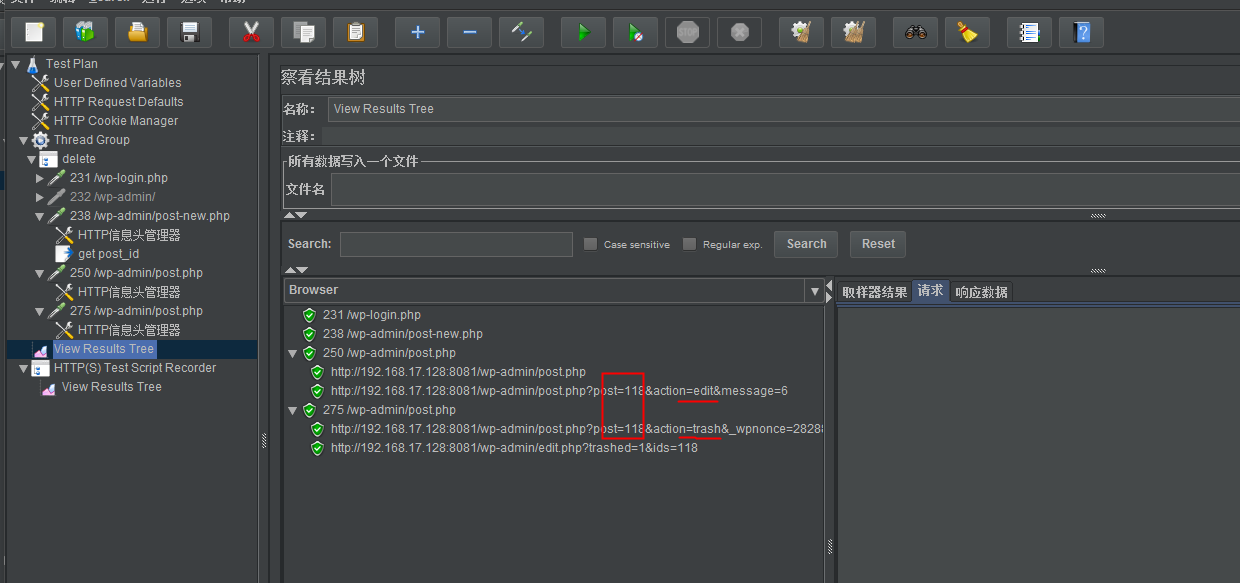 Test Plan
User Defined Variables
HTTP Request Defaults
HTTP Cookie Manager
Thread Group
delete
231 /wp-login.php
232 /wp-admin/
238 /wp-admin/post-new.php
HTTP信息头管理器
get post_id
250 /wp-admin/post.php
HTTP信息头管理器
275 /wp-admin/post.php
HTTP信息头管理器
View Results Tree
HTTP(S) Test Script Recorder
View Results Tree
察看结果树
名称: View Results Tree
注释:
所有数据写入一个文件
文件名
Search: Case sensitive Regular exp. Search Reset
Browser
231 /wp-login.php
238 /wp-admin/post-new.php
250 /wp-admin/post.php
http://192.168.17.128:8081/wp-admin/post.php
http://192.168.17.128:8081/wp-admin/post.php?post=118&action=edit&message=6
275 /wp-admin/post.php
http://192.168.17.128:8081/wp-admin/post.php?post=118&action=trash&_wpnonce=28288
http://192.168.17.128:8081/wp-admin/edit.php?trashed=1&ids=118
取样器结果 请求 响应数据